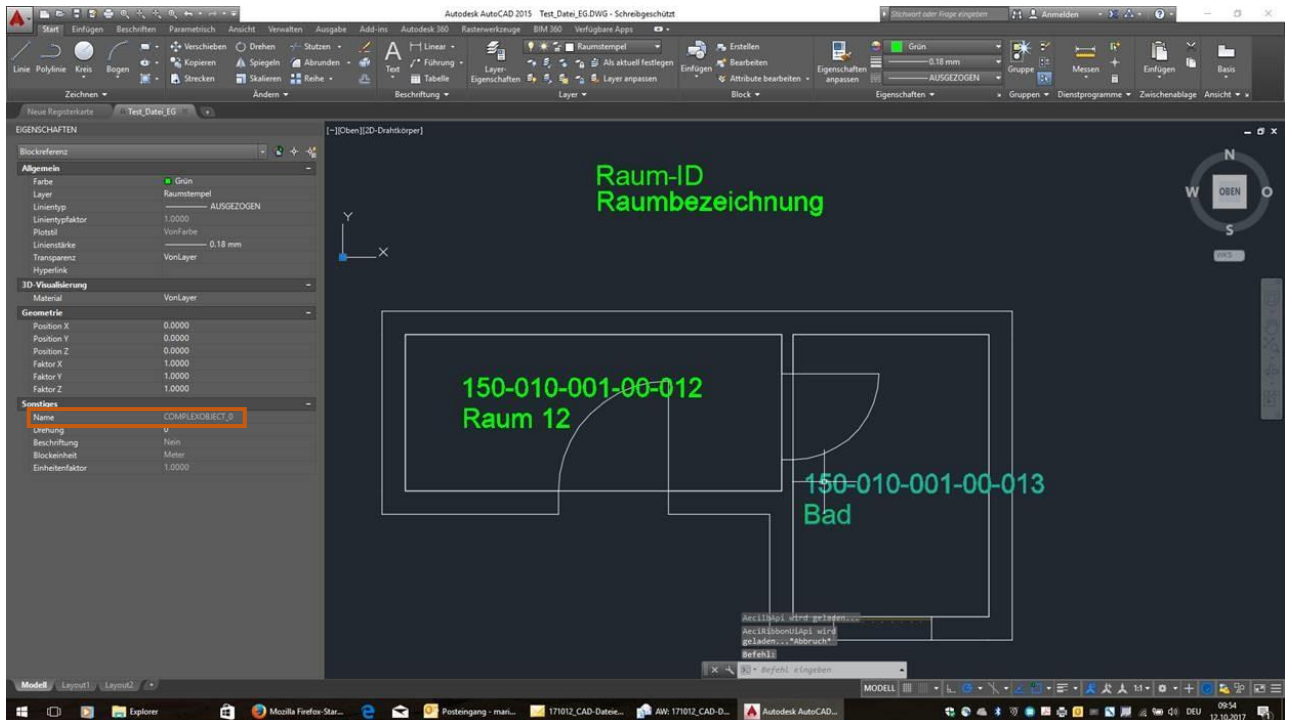 Autodesk AutoCAD 2015 Test_Datei_EG.DWG - Schreibgeschützt
Stichwort oder Frage eingeben
Anmelden
Start Einfügen Beschriften Parametrisch Ansicht Verwalten Ausgabe Add-ins Autodesk 360 Rasterwerkzeuge BIM 360 Verfügbare Apps
Linie Polylinie Kreis Bogen
Verschieben Drehen Stutzen
Kopieren Spiegeln Abrunden
Strecken Skalieren Reihe
Text
Linear
Führung
Tabelle
Layer-Eigenschaften
Raumstempel
Als aktuell festlegen
Layer anpassen
Einfügen
Erstellen
Bearbeiten
Attribute bearbeiten
Eigenschaften anpassen
Grün
0.18 mm
AUSGEZOGEN
Gruppe
Messen
Einfügen
Basis
Zeichnen Ändern Beschriftung Layer Block Eigenschaften Gruppen Dienstprogramme Zwischenablage Ansicht
Neue Registerkarte Test_Datei_EG
EIGENSCHAFTEN
Blockreferenz
Allgemein
Farbe Grün
Layer Raumstempel
Linientyp AUSGEZOGEN
Linientypfaktor 1.0000
Plotstil VonFarbe
Linienstärke 0.18 mm
Transparenz VonLayer
Hyperlink
3D-Visualisierung
Material VonLayer
Geometrie
Position X 0.0000
Position Y 0.0000
Position Z 0.0000
Faktor X 1.0000
Faktor Y 1.0000
Faktor Z 1.0000
Sonstiges
Name COMPLEXOBJECT_0
Drehung 0
Beschriftung Nein
Blockeinheit Meter
Einheitenfaktor 1.0000
[-][Oben][2D-Drahtkörper]
Raum-ID
Raumbezeichnung
N
W OBEN O
S
WKS
Y
X
150-010-001-00-012
Raum 12
150-010-001-00-013
Bad
AecilbApi wird geladen...
AeciRibbonUiApi wird
geladen...*Abbruch*
Befehl:
Befehl eingeben
Modell Layout1 Layout2
MODELL
1:1
Explorer
Mozilla Firefox-Star...
Posteingang - mari...
171012_CAD-Dateie...
AW: 171012_CAD-D...
Autodesk AutoCAD...
DEU
09:54
12.10.2017